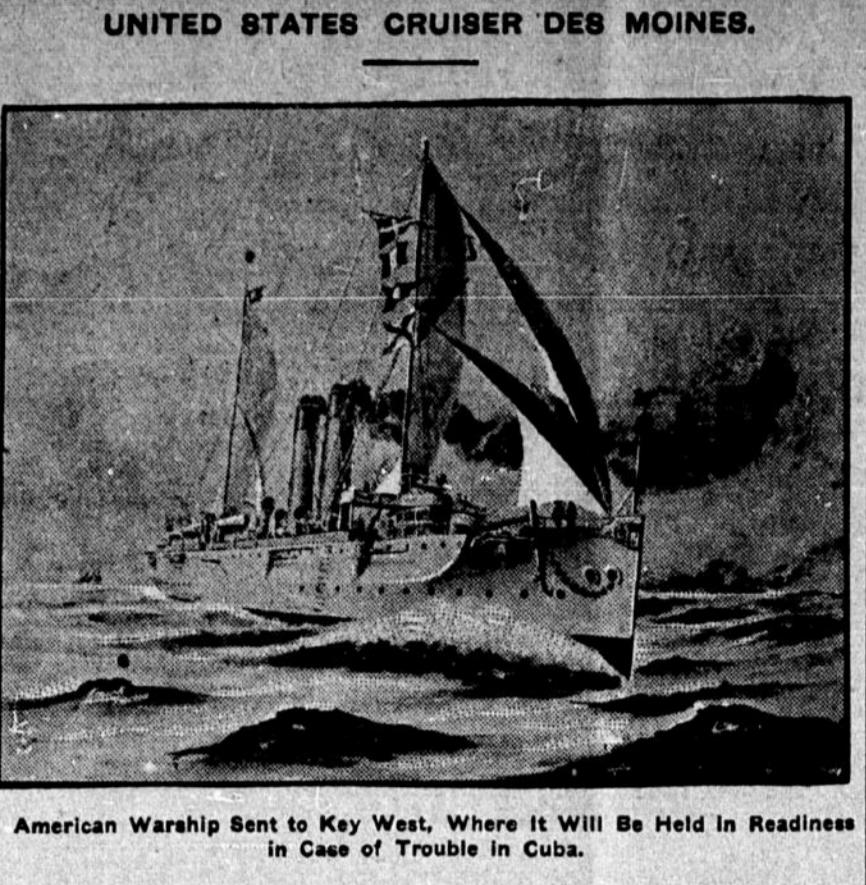 UNITED STATES CRUISER DES MOINES.
American Warship Sent to Key West, Where It Will Be Held in Readiness
in Case of Trouble in Cuba.